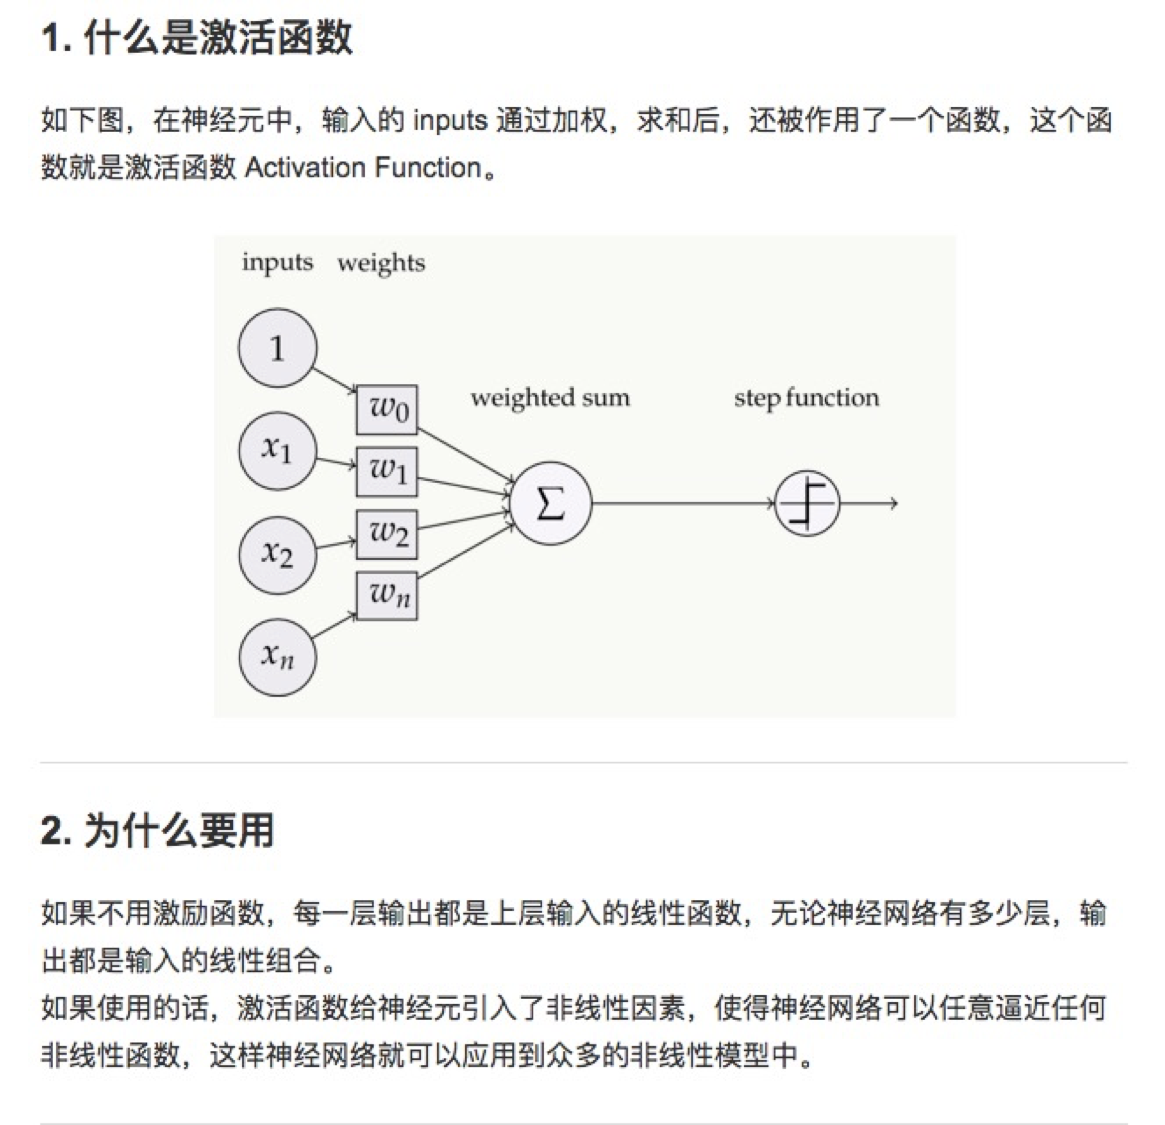 1. 什么是激活函数
如下图，在神经元中，输入的 inputs 通过加权，求和后，还被作用了一个函数，这个函
数就是激活函数 Activation Function。
inputs weights
1
w0
weighted sum
step function
x1
w1
Σ
w2
x2
wn
xn
2. 为什么要用
如果不用激励函数，每一层输出都是上层输入的线性函数，无论神经网络有多少层，输
出都是输入的线性组合。
如果使用的话，激活函数给神经元引入了非线性因素，使得神经网络可以任意逼近任何
非线性函数，这样神经网络就可以应用到众多的非线性模型中。